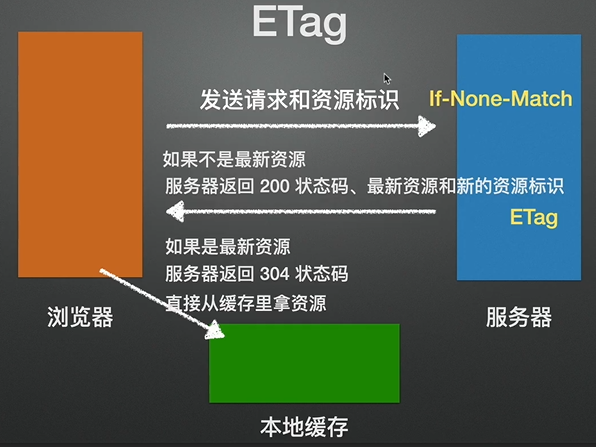 ETag
发送请求和资源标识
If-None-Match
如果不是最新资源
服务器返回 200 状态码、最新资源和新的资源标识
ETag
如果是最新资源
服务器返回 304 状态码
直接从缓存里拿资源
浏览器
服务器
本地缓存